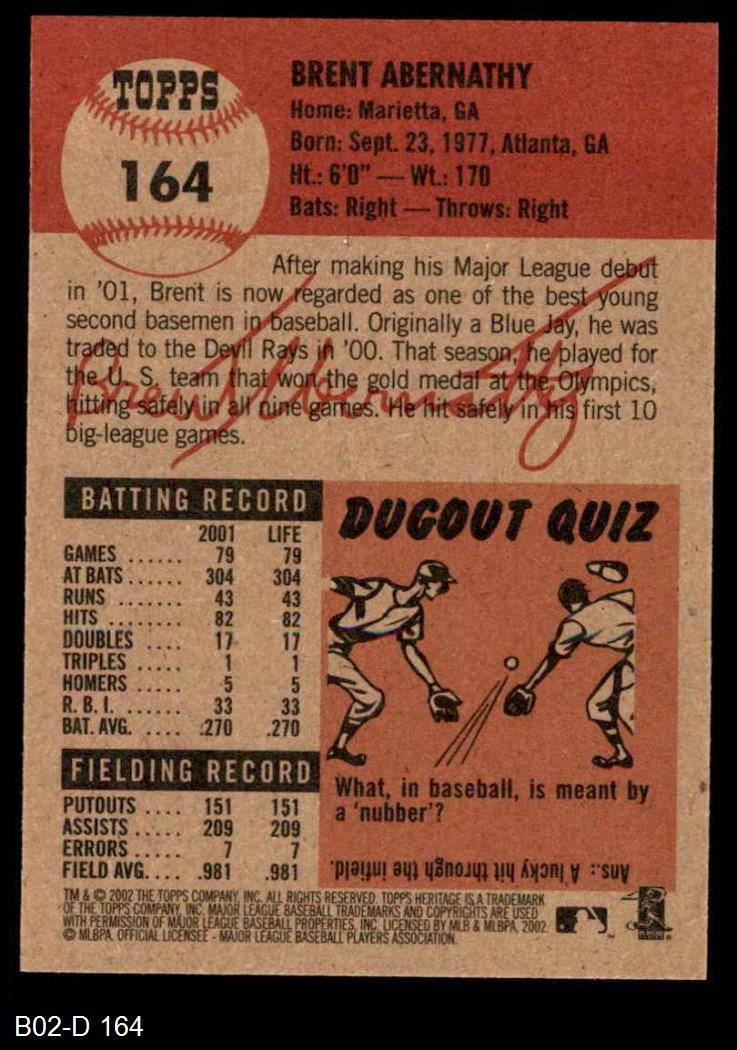 TOPPS
164
BRENT ABERNATHY
Home: Marietta, GA
Born: Sept. 23, 1977, Atlanta, GA
Ht.: 6'0" — Wt.: 170
Bats: Right — Throws: Right
After making his Major League debut
in '01, Brent is now regarded as one of the best young
second basemen in baseball. Originally a Blue Jay, he was
traded to the Devil Rays in '00. That season, he played for
the U. S. team that won the gold medal at the Olympics,
hitting safely in all nine games. He hit safely in his first 10
big-league games.
Brent Abernathy
BATTING RECORD
2001 LIFE
GAMES ...... 79 79
AT BATS ..... 304 304
RUNS ....... 43 43
HITS ........ 82 82
DOUBLES .... 17 17
TRIPLES ..... 1 1
HOMERS ..... 5 5
R. B. I. ...... 33 33
BAT. AVG. .... .270 .270
FIELDING RECORD
PUTOUTS .... 151 151
ASSISTS ..... 209 209
ERRORS ..... 7 7
FIELD AVG. ... .981 .981
DUGOUT QUIZ
What, in baseball, is meant by
a 'nubber'?
Ans.: A lucky hit through the infield.
TM & © 2002 THE TOPPS COMPANY, INC. ALL RIGHTS RESERVED. TOPPS HERITAGE IS A TRADEMARK
OF THE TOPPS COMPANY, INC. MAJOR LEAGUE BASEBALL TRADEMARKS AND COPYRIGHTS ARE USED
WITH PERMISSION OF MAJOR LEAGUE BASEBALL PROPERTIES, INC. LICENSED BY MLB & MLBPA, 2002
© MLBPA. OFFICIAL LICENSEE - MAJOR LEAGUE BASEBALL PLAYERS ASSOCIATION.
B02-D 164